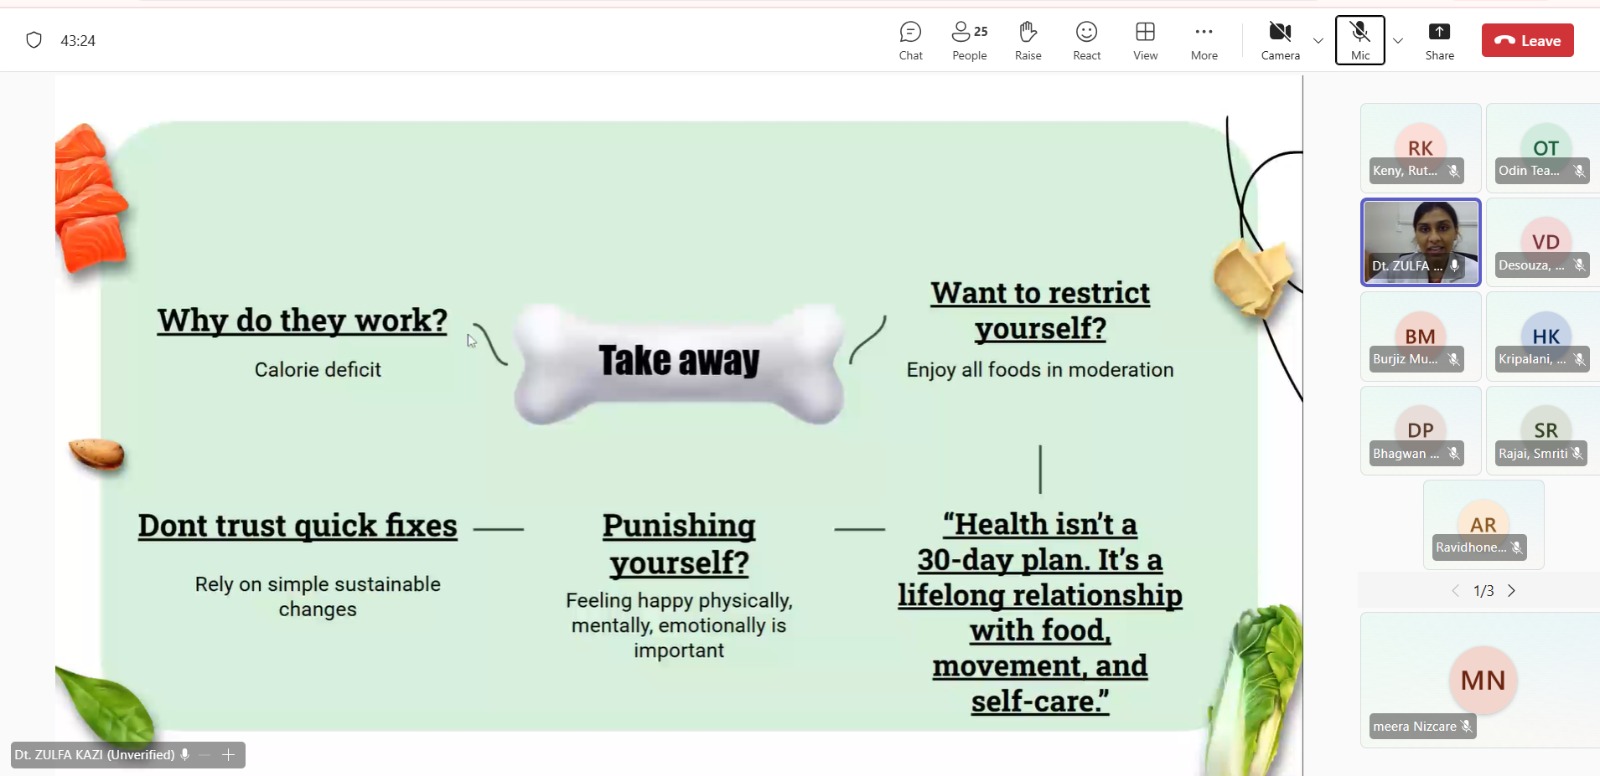 43:24
Chat
25
People
Raise
React
View
More
Camera
Mic
Share
Leave
Why do they work?
Calorie deficit
Take away
Want to restrict
yourself?
Enjoy all foods in moderation
Dont trust quick fixes
Rely on simple sustainable
changes
Punishing
yourself?
Feeling happy physically,
mentally, emotionally is
important
“Health isn’t a
30-day plan. It’s a
lifelong relationship
with food,
movement, and
self-care.”
Dt. ZULFA KAZI (Unverified)
RK
Keny, Rut...
OT
Odin Tea...
Dt. ZULFA ...
VD
Desouza, ...
BM
Burjiz Mu...
HK
Kripalani, ...
DP
Bhagwan ...
SR
Rajai, Smriti
AR
Ravidhone...
1/3
MN
meera Nizcare